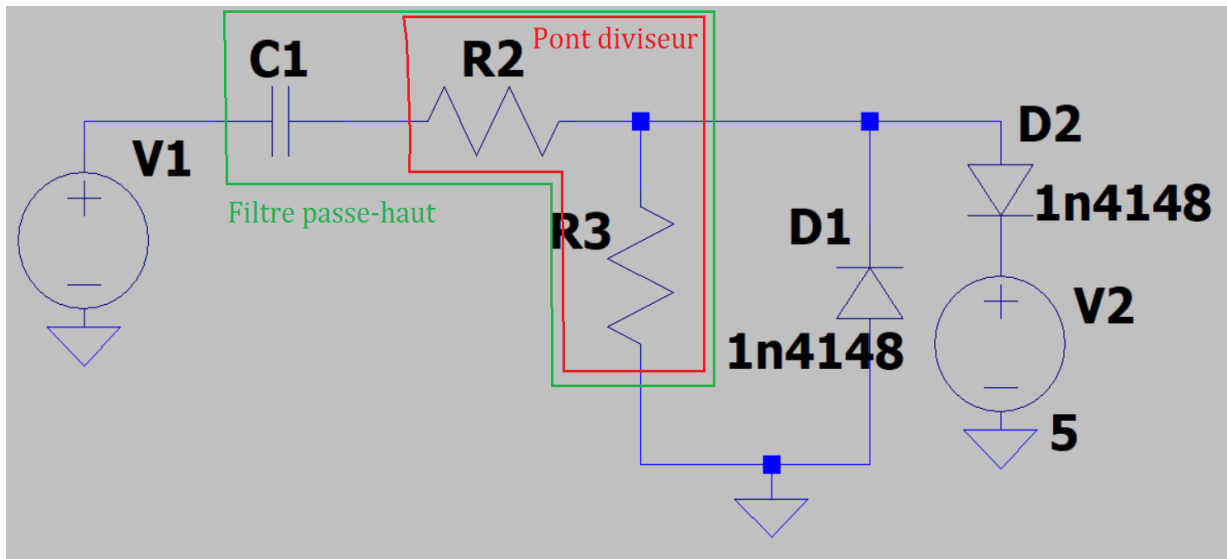 Pont diviseur
C1
R2
V1
D2
1n4148
Filtre passe-haut
R3
D1
1n4148
V2
5